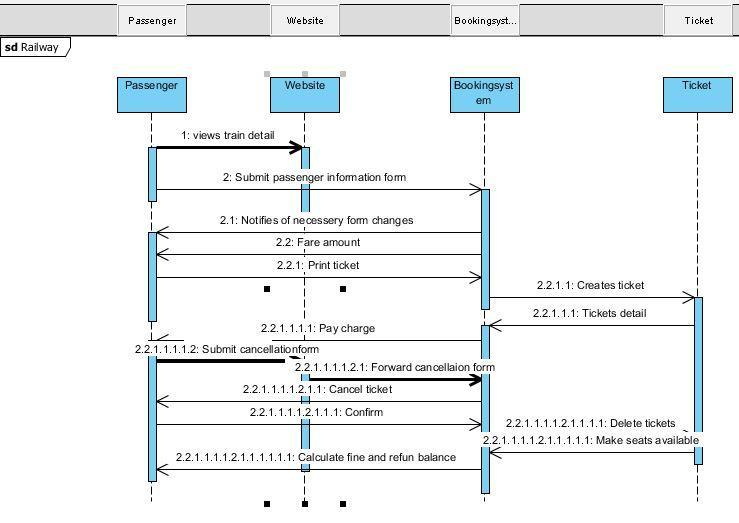 Passenger
Website
Bookingsyst...
Ticket
sd Railway
Passenger
Website
Bookingsyst
em
Ticket
1: views train detail
2: Submit passenger information form
2.1: Notifies of necessery form changes
2.2: Fare amount
2.2.1: Print ticket
2.2.1.1: Creates ticket
2.2.1.1.1: Tickets detail
2.2.1.1.1.1: Pay charge
2.2.1.1.1.1.2: Submit cancellationform
2.2.1.1.1.1.2.1: Forward cancellaion form
2.2.1.1.1.1.2.1.1: Cancel ticket
2.2.1.1.1.1.2.1.1.1: Confirm
2.2.1.1.1.1.2.1.1.1.1: Delete tickets
2.2.1.1.1.1.2.1.1.1.1.1: Make seats available
2.2.1.1.1.1.2.1.1.1.1.1.1: Calculate fine and refun balance